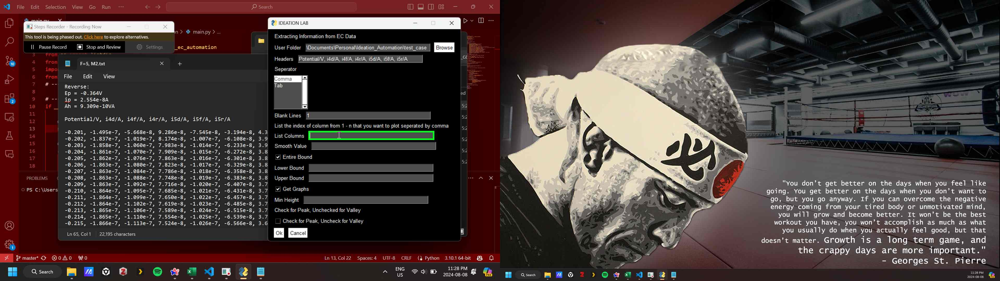 File Edit Selection View Go Run ···
Search
main.py
Steps Recorder - Recording Now
This tool is being phased out. Click here to explore alternatives.
Pause Record Stop and Review Settings
on > main.py > ...
_ec_automation
3 from
4 from
5 impor
6 from
7 # --
8
9 # --
10 if
11
12
13
14
15
16
17
18
F=5, M2.txt
File Edit View
Reverse:
Ep = -0.364V
ip = 2.554e-8A
Ah = 9.309e-10VA
Potential/V, i4d/A, i4f/A, i4r/A, i5d/A, i5f/A, i5r/A
-0.201, -1.495e-7, -5.668e-8, 9.286e-8, -7.545e-8, -3.194e-8, 4.3
-0.202, -1.837e-7, -1.019e-7, 8.174e-8, -1.007e-7, -6.108e-8, 3.9
-0.203, -1.858e-7, -1.060e-7, 7.983e-8, -1.014e-7, -6.233e-8, 3.9
-0.204, -1.861e-7, -1.070e-7, 7.909e-8, -1.015e-7, -6.272e-8, 3.8
-0.205, -1.862e-7, -1.076e-7, 7.863e-8, -1.016e-7, -6.301e-8, 3.8
-0.206, -1.863e-7, -1.080e-7, 7.823e-8, -1.017e-7, -6.329e-8, 3.8
-0.207, -1.863e-7, -1.084e-7, 7.786e-8, -1.018e-7, -6.358e-8, 3.8
-0.208, -1.863e-7, -1.088e-7, 7.748e-8, -1.019e-7, -6.383e-8, 3.8
-0.209, -1.863e-7, -1.092e-7, 7.716e-8, -1.020e-7, -6.407e-8, 3.7
-0.210, -1.864e-7, -1.095e-7, 7.685e-8, -1.021e-7, -6.431e-8, 3.7
-0.211, -1.864e-7, -1.099e-7, 7.650e-8, -1.022e-7, -6.457e-8, 3.7
-0.212, -1.864e-7, -1.102e-7, 7.619e-8, -1.023e-7, -6.485e-8, 3.7
-0.213, -1.865e-7, -1.106e-7, 7.589e-8, -1.024e-7, -6.515e-8, 3.7
-0.214, -1.865e-7, -1.110e-7, 7.554e-8, -1.025e-7, -6.539e-8, 3.7
-0.215, -1.866e-7, -1.113e-7, 7.524e-8, -1.026e-7, -6.566e-8, 3.6
Ln 65, Col 1 22,195 characters
PROBLEMS
PS C:\Users
IDEATION LAB
Extracting Information from EC Data
User Folder \Documents\Personal\Ideation_Automation\test_case Browse
Headers Potential/V, i4d/A, i4f/A, i4r/A, i5d/A, i5f/A, i5r/A
Seperator
Comma
Tab
Blank Lines 1
List the index of column from 1 - n that you want to plot seperated by comma
List Columns
Smooth Value
Entire Bound
Lower Bound
Upper Bound
Get Graphs
Min Height
Check for Peak, Unchecked for Valley
Check for Peak, Uncheck for Valley
Ok Cancel
_ca
ed
5:2
5:2
5:2
5:2
5:2
5:2
10
2
1
master* 0 0 0
Ln 13, Col 22 Spaces: 4 UTF-8 CRLF Python 3.10.1 64-bit
Search
ENG
US
11:28 PM
2024-08-08
PRE
"You don't get better on the days when you feel like
going. You get better on the days when you don't want to
go, but you go anyway. If you can overcome the negative
energy coming from your tired body or unmotivated mind,
you will grow and become better. It won't be the best
workout you have, you won't accomplish as much as what
you usually do when you actually feel good, but that
doesn't matter. Growth is a long term game, and
the crappy days are more important."
- Georges St. Pierre
Search
11:28 PM
2024-08-08